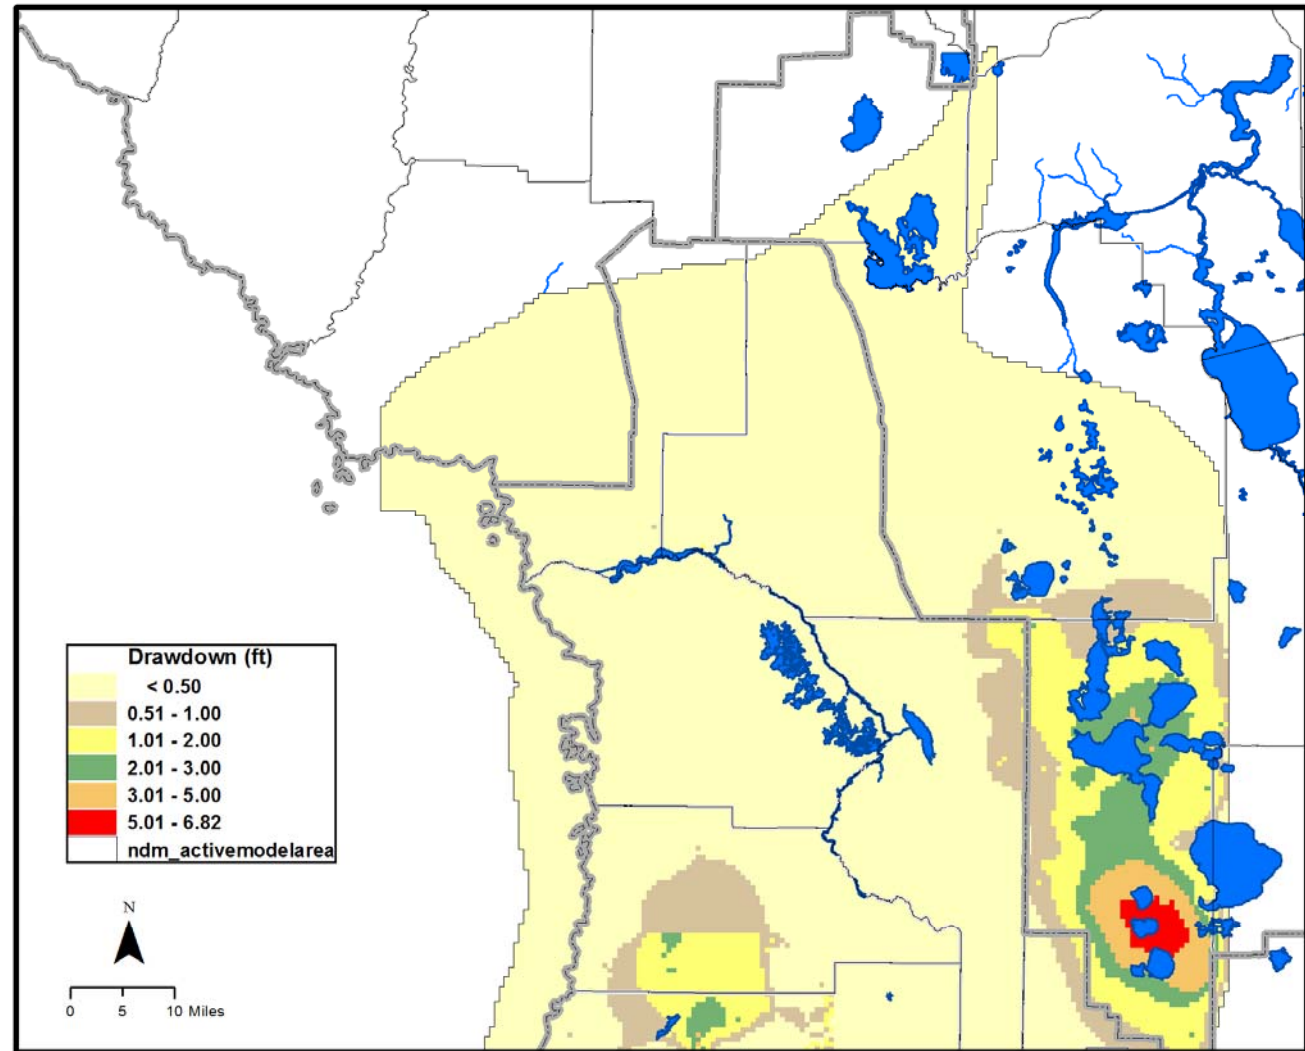 Drawdown (ft)
< 0.50
0.51 - 1.00
1.01 - 2.00
2.01 - 3.00
3.01 - 5.00
5.01 - 6.82
ndm_activemodelarea
N
0 5 10 Miles